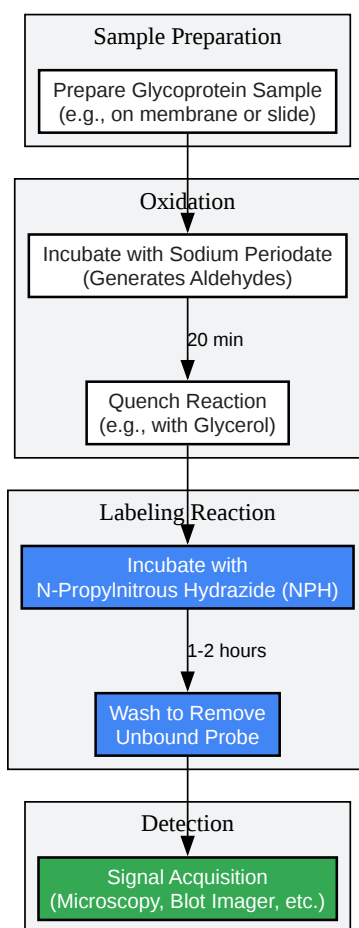 Sample Preparation
Prepare Glycoprotein Sample
(e.g., on membrane or slide)
Oxidation
Incubate with Sodium Periodate
(Generates Aldehydes)
20 min
Quench Reaction
(e.g., with Glycerol)
Labeling Reaction
Incubate with
N-Propylnitrous Hydrazide (NPH)
1-2 hours
Wash to Remove
Unbound Probe
Detection
Signal Acquisition
(Microscopy, Blot Imager, etc.)